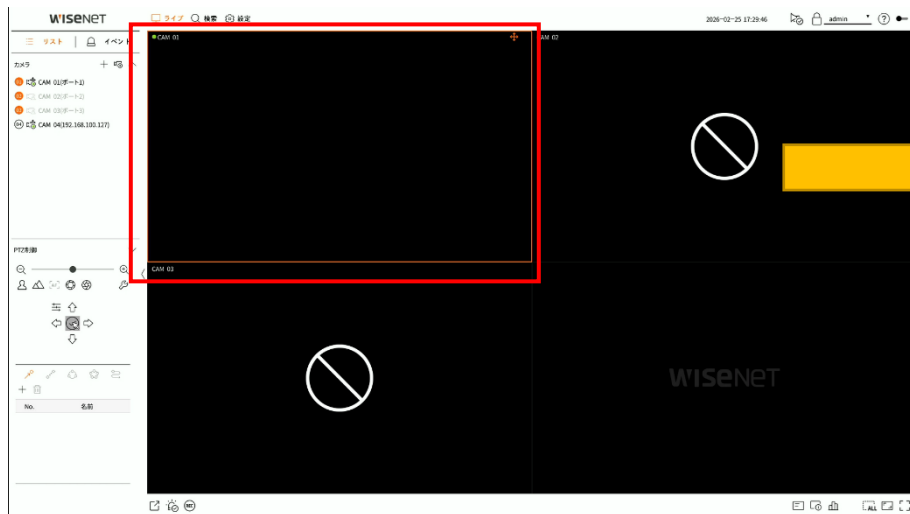 WISENET
ライブ 検索 設定
2026-02-25 17:29:46
admin
リスト イベント
カメラ
CAM 01(ポート1)
CAM 02(ポート2)
CAM 03(ポート3)
04 CAM 04(192.168.100.127)
CAM 01
CAM 02
CAM 03
WISENET
PTZ制御
No. 名前
REC
ALL